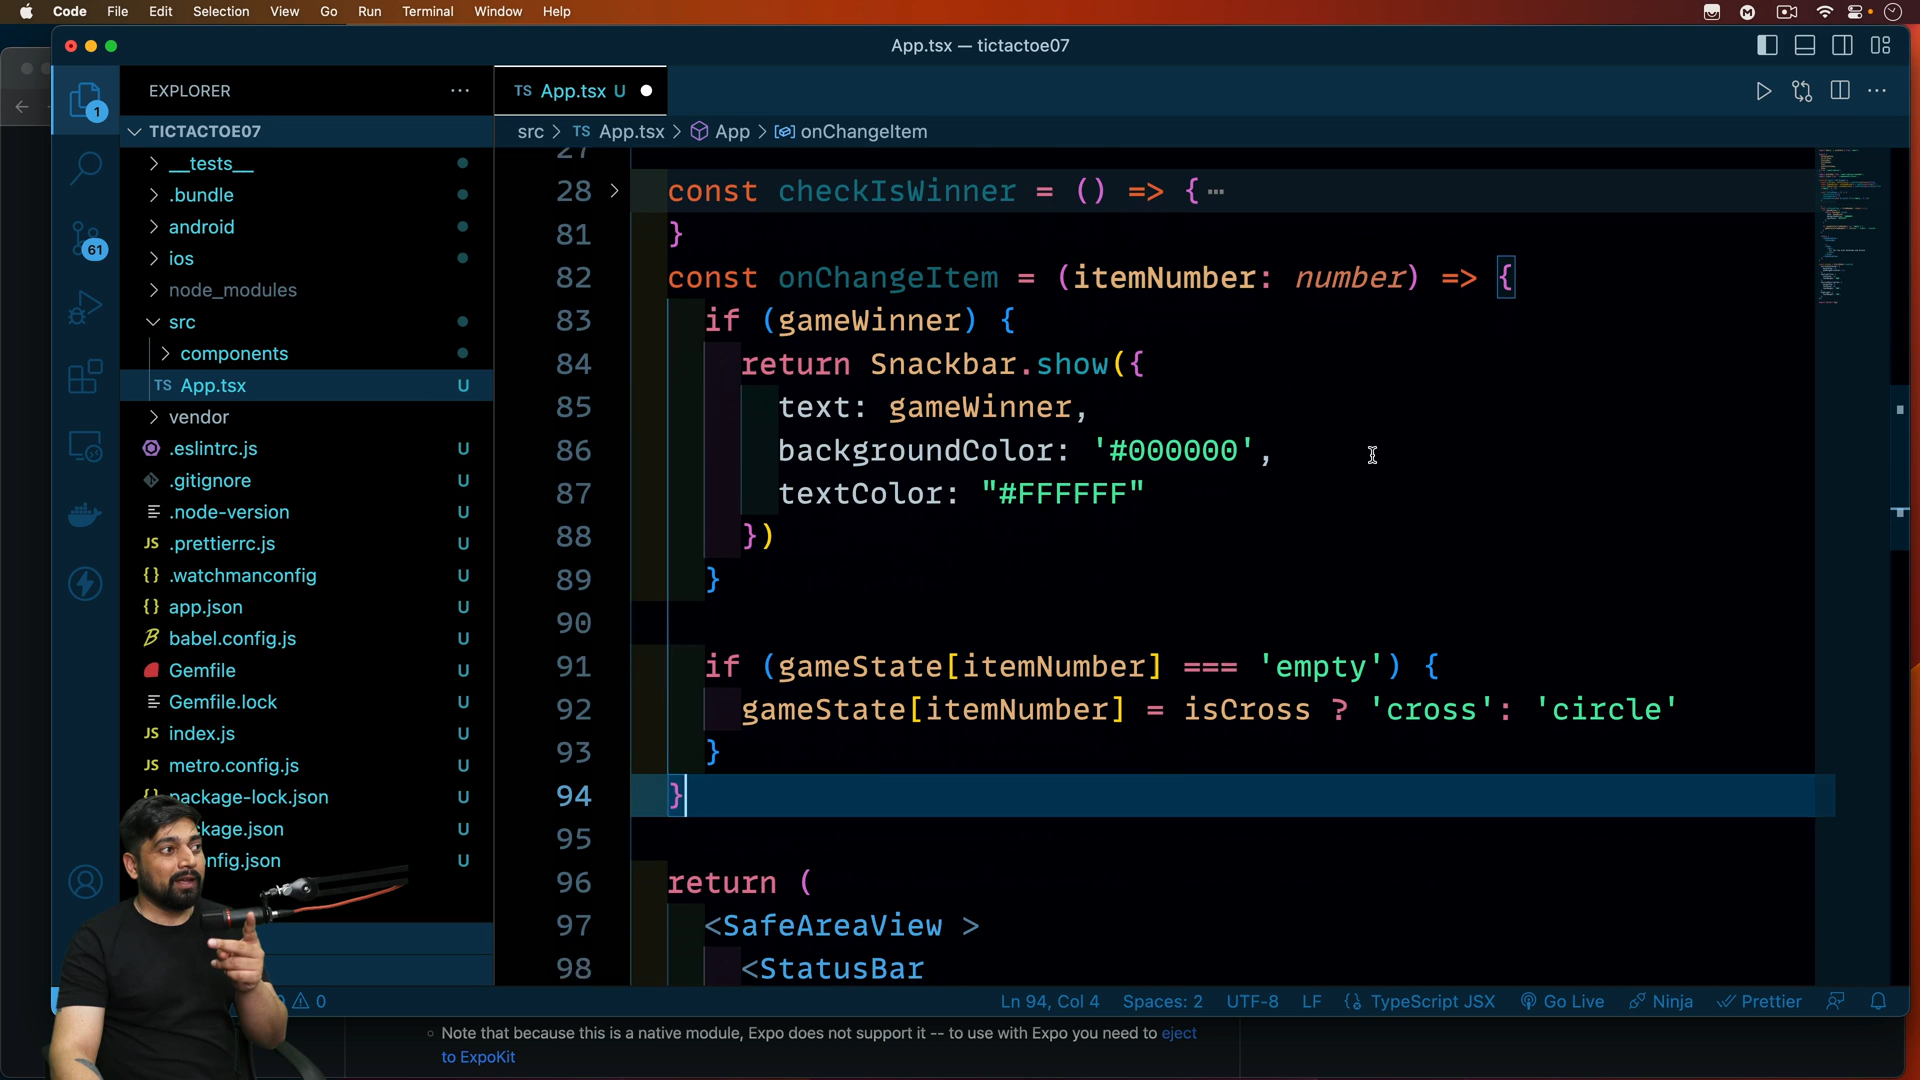 Code File Edit Selection View Go Run Terminal Window Help
App.tsx — tictactoe07
EXPLORER
TS App.tsx U
1
TICTACTOE07
src > TS App.tsx > App > onChangeItem
__tests__
.bundle
android
61
ios
node_modules
src
components
TS App.tsx U
vendor
.eslintrc.js U
.gitignore U
.node-version U
JS .prettierrc.js U
{} .watchmanconfig U
{} app.json U
babel.config.js U
Gemfile U
Gemfile.lock U
JS index.js U
JS metro.config.js U
package-lock.json U
ckage.json U
nfig.json U
27
28 const checkIsWinner = () => {
81 }
82 const onChangeItem = (itemNumber: number) => {
83 if (gameWinner) {
84 return Snackbar.show({
85 text: gameWinner,
86 backgroundColor: '#000000',
87 textColor: "#FFFFFF"
88 })
89 }
90
91 if (gameState[itemNumber] === 'empty') {
92 gameState[itemNumber] = isCross ? 'cross': 'circle'
93 }
94 }
95
96 return (
97 <SafeAreaView >
98 <StatusBar
0 Ln 94, Col 4 Spaces: 2 UTF-8 LF {} TypeScript JSX Go Live Ninja Prettier
Note that because this is a native module, Expo does not support it -- to use with Expo you need to eject
to ExpoKit